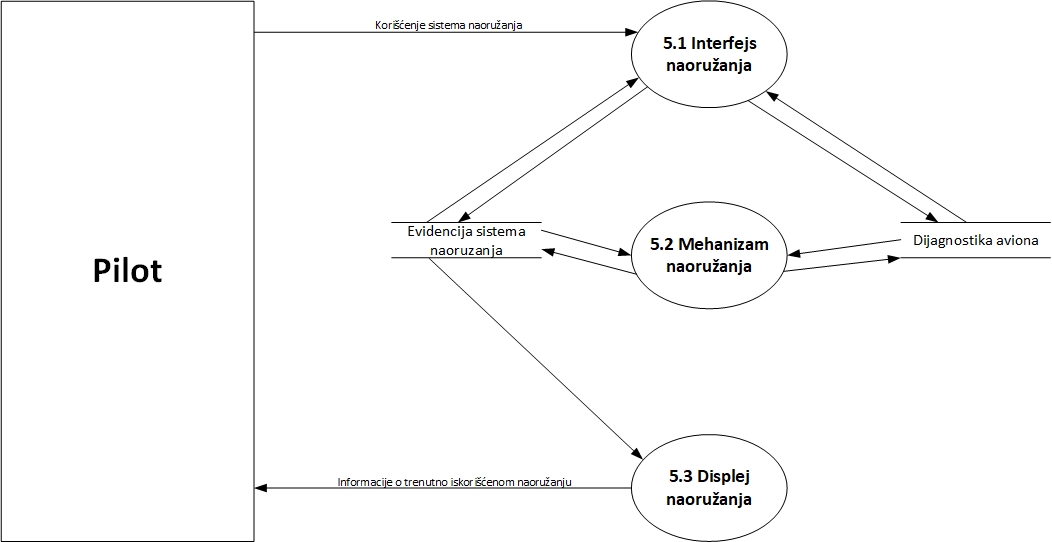 Korišćenje sistema naoružanja
5.1 Interfejs
naoružanja
Evidencija sistema
naoruzanja
5.2 Mehanizam
naoružanja
Dijagnostika aviona
Pilot
5.3 Displej
naoružanja
Informacije o trenutno iskorišćenom naoružanju